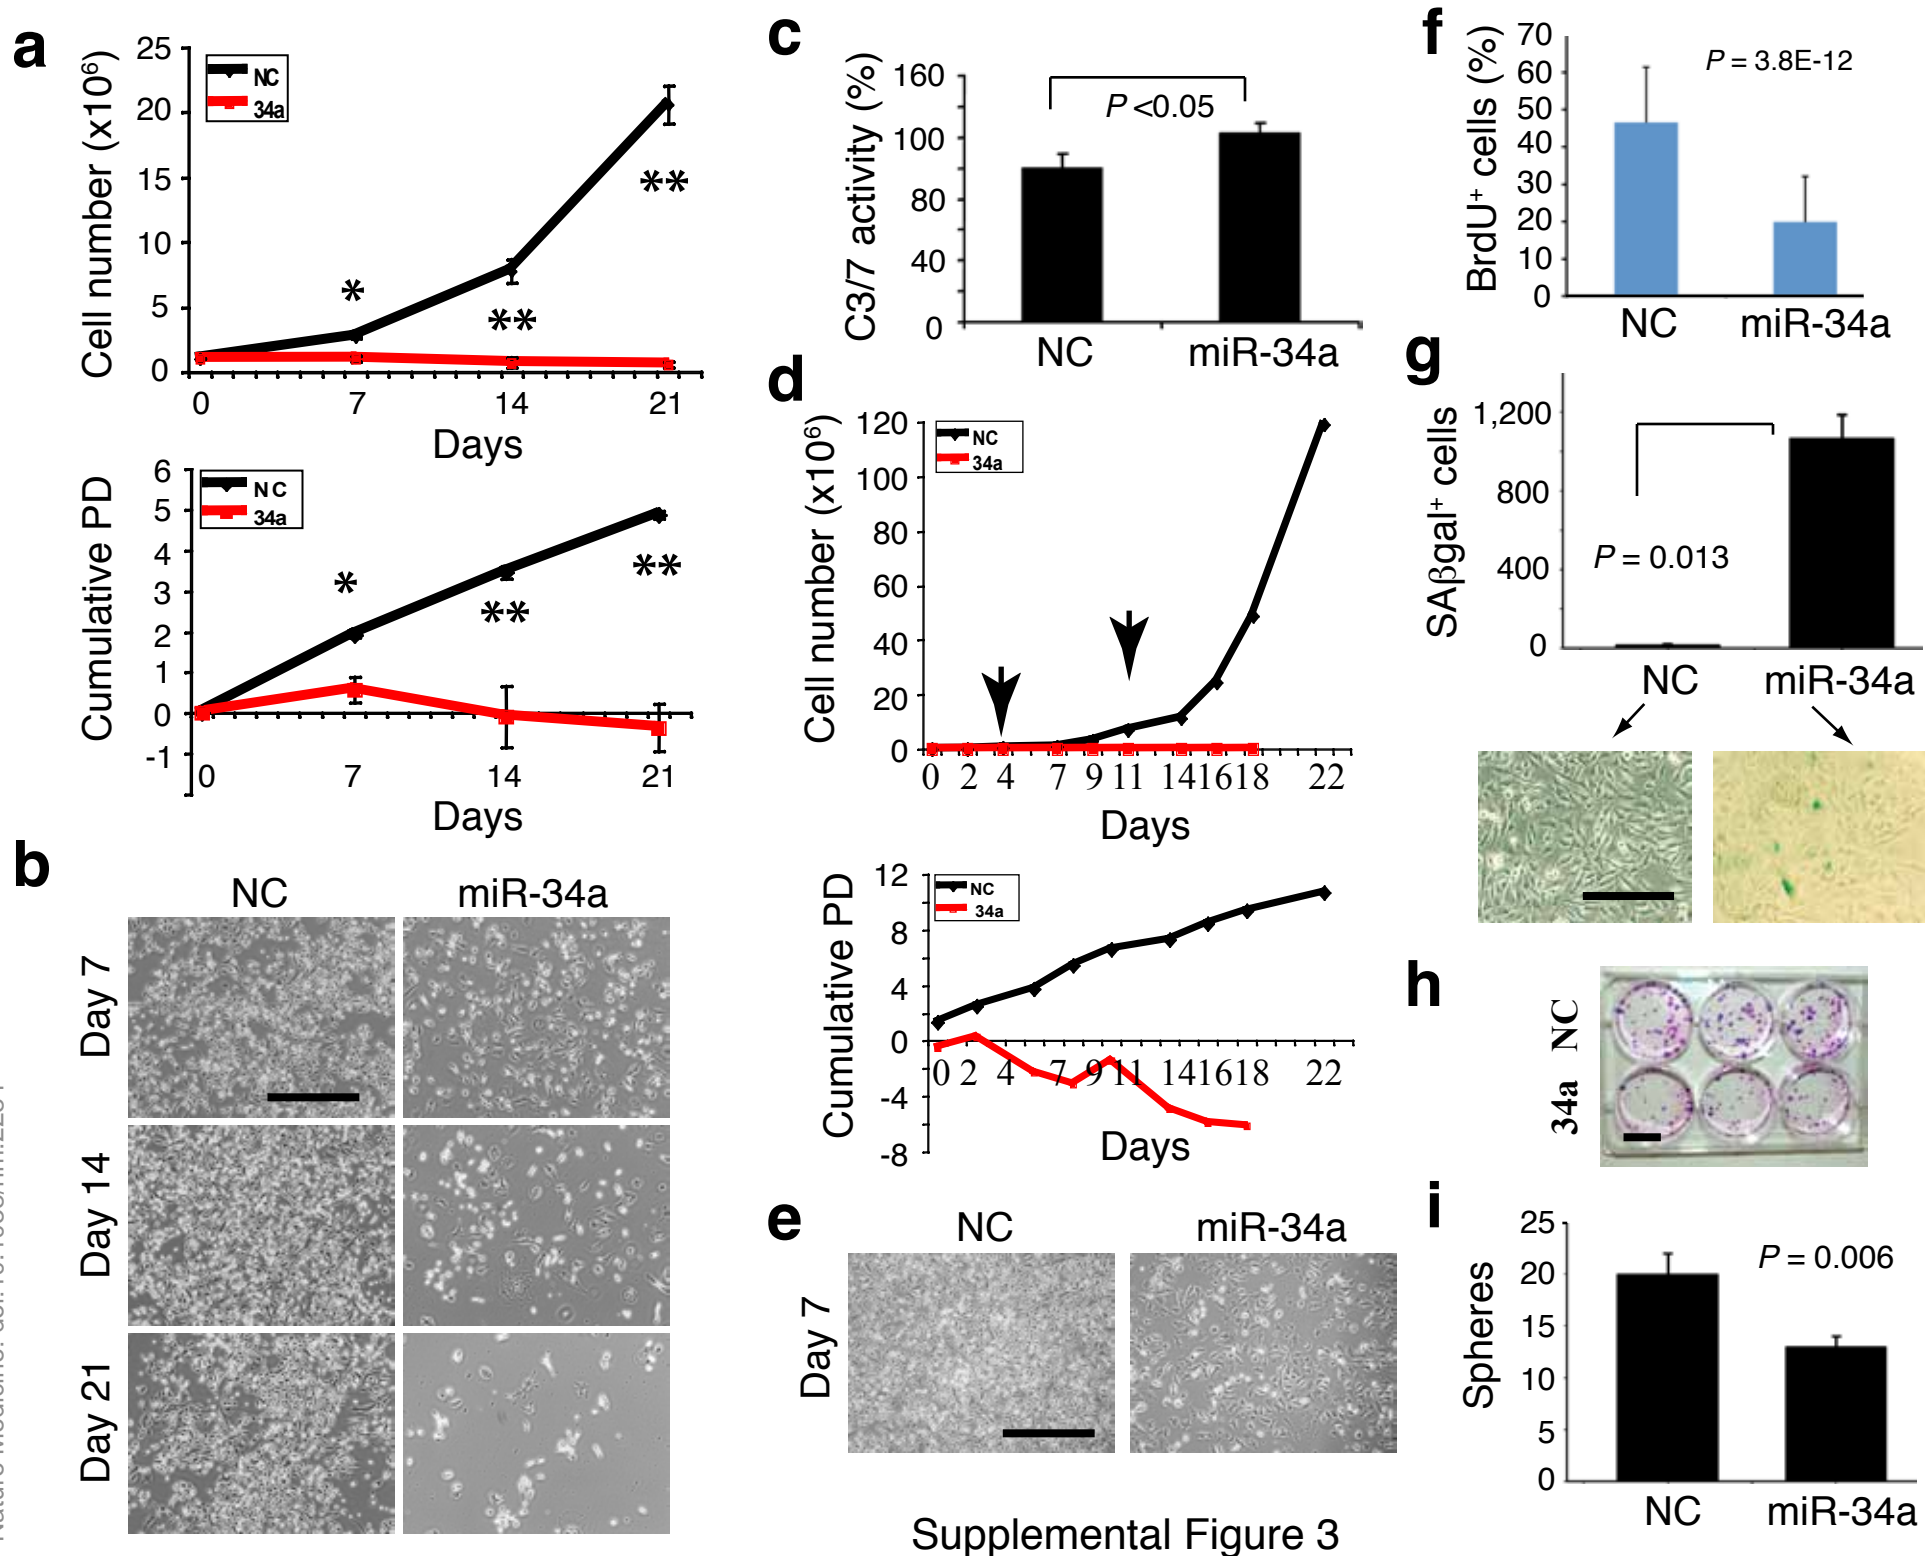 a
25
20
15
10
5
0
Cell number (x10⁶)
NC
34a
*
**
**
0 7 14 21
Days
6
5
4
3
2
1
0
-1
Cumulative PD
NC
34a
*
**
**
0 7 14 21
Days
b
NC miR-34a
Day 7
Day 14
Day 21
c
160
100
80
40
0
C3/7 activity (%)
P <0.05
NC miR-34a
d
120
100
80
60
40
20
0
Cell number (x10⁶)
NC
34a
0 2 4 7 9 11 14 16 18 22
Days
12
8
4
0
-4
-8
Cumulative PD
NC
34a
0 2 4 7 9 11 14 16 18 22
Days
e
NC miR-34a
Day 7
f
70
60
50
40
30
20
10
0
BrdU⁺ cells (%)
P = 3.8E-12
NC miR-34a
g
1,200
800
400
0
SAβgal⁺ cells
P = 0.013
NC miR-34a
h
NC
34a
i
25
20
15
10
5
0
Spheres
P = 0.006
NC miR-34a
Supplemental Figure 3